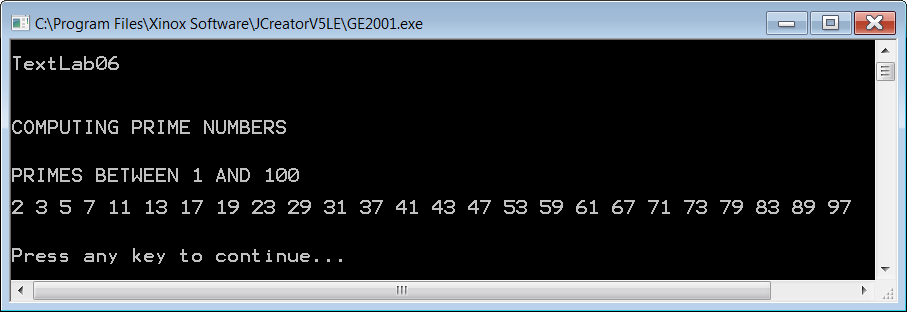 C:\Program Files\Xinox Software\JCreatorV5LE\GE2001.exe
TextLab06
COMPUTING PRIME NUMBERS
PRIMES BETWEEN 1 AND 100
2 3 5 7 11 13 17 19 23 29 31 37 41 43 47 53 59 61 67 71 73 79 83 89 97
Press any key to continue...